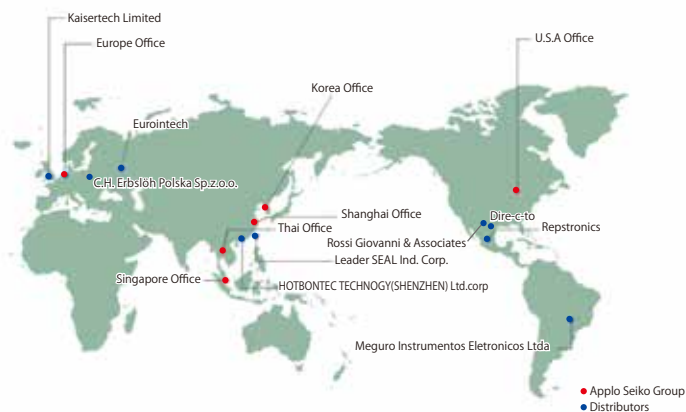 Kaisertech Limited
Europe Office
U.S.A Office
Korea Office
Eurointech
C.H. Erbslöh Polska Sp.z.o.o.
Shanghai Office
Dire-c-to
Thai Office
Repstronics
Rossi Giovanni & Associates
Leader SEAL Ind. Corp.
Singapore Office
HOTBONTEC TECHNOGY(SHENZHEN) Ltd.corp
Meguro Instrumentos Eletronicos Ltda
Applo Seiko Group
Distributors